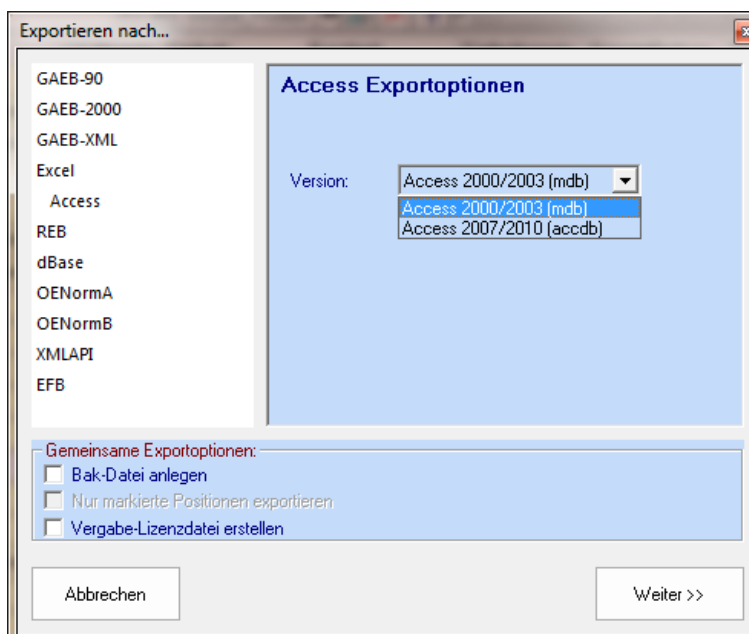 Exportieren nach...
GAEB-90
GAEB-2000
GAEB-XML
Excel
Access
REB
dBase
OENormA
OENormB
XMLAPI
EFB
Access Exportoptionen
Version:
Access 2000/2003 (mdb)
Access 2000/2003 (mdb)
Access 2007/2010 (accdb)
Gemeinsame Exportoptionen:
Bak-Datei anlegen
Nur markierte Positionen exportieren
Vergabe-Lizenzdatei erstellen
Abbrechen
Weiter >>